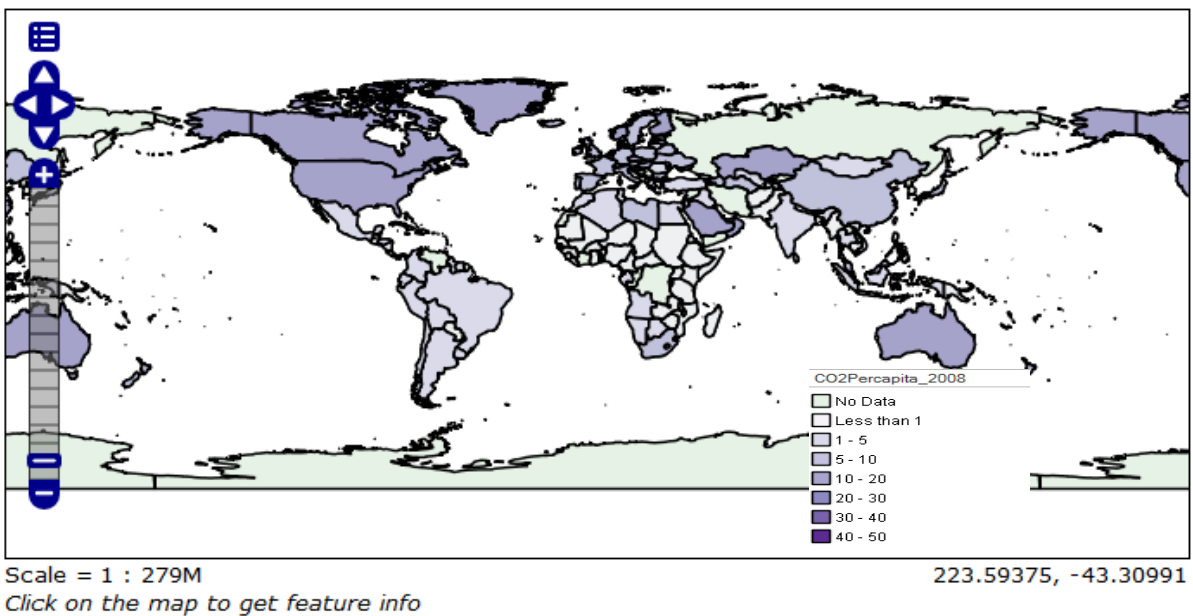 CO2Percapita_2008
No Data
Less than 1
1 - 5
5 - 10
10 - 20
20 - 30
30 - 40
40 - 50
Scale = 1 : 279M
223.59375, -43.30991
Click on the map to get feature info